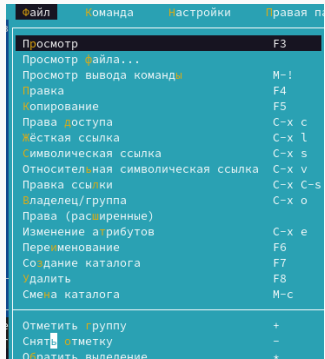 Файл Команда Настройки Правая па
Просмотр F3
Просмотр файла...
Просмотр вывода команды M-!
Правка F4
Копирование F5
Права доступа C-x c
Жёсткая ссылка C-x l
Символическая ссылка C-x s
Относительная символическая ссылка C-x v
Правка ссылки C-x C-s
Владелец/группа C-x o
Права (расширенные)
Изменение атрибутов C-x e
Переименование F6
Создание каталога F7
Удалить F8
Смена каталога M-c
Отметить группу +
Снять отметку -
Обратить выделение *